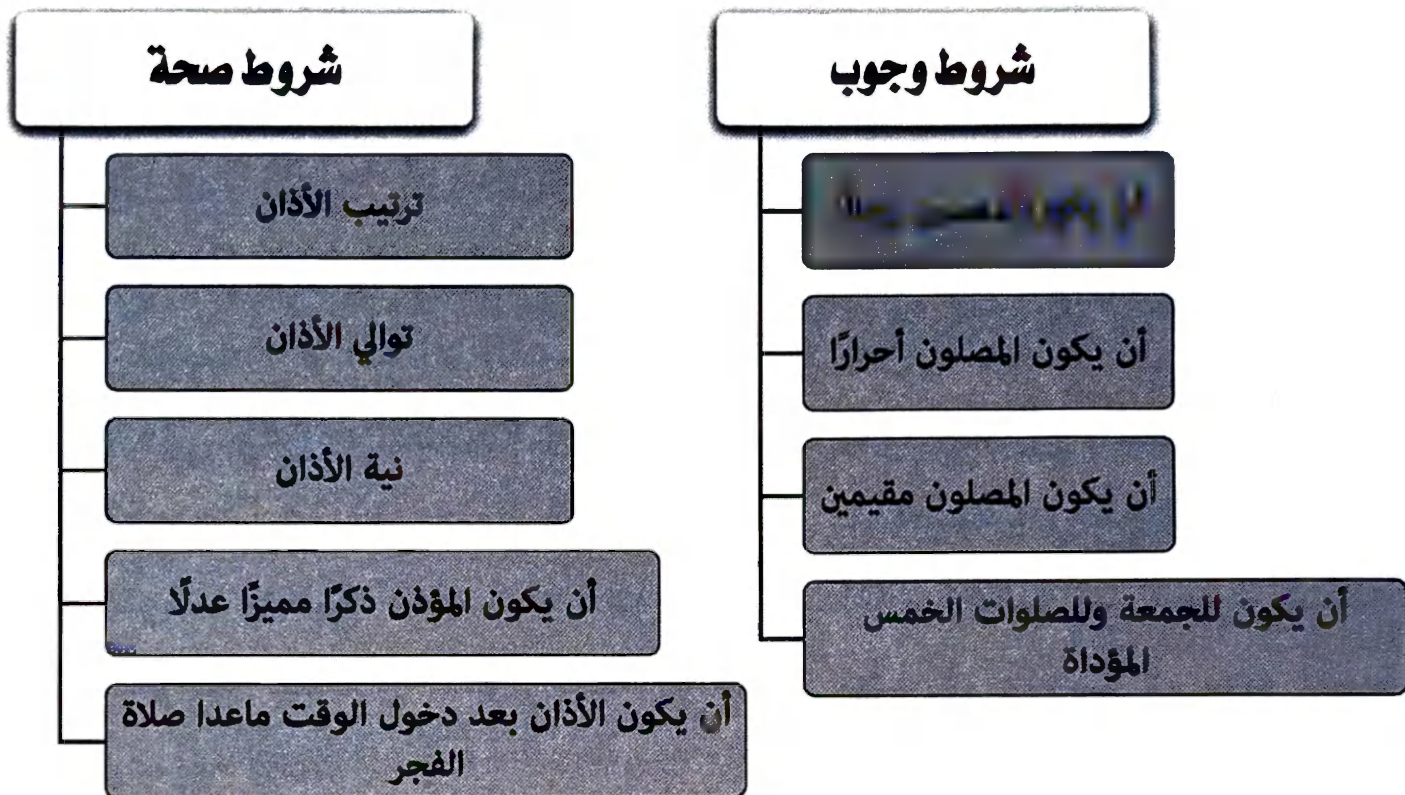 شروط وجوب
أن يكون المصلون أحرارًا
أن يكون المصلون مقيمين
أن يكون للجمعة وللصلوات الخمس
المؤداة
شروط صحة
ترتيب الأذان
توالي الأذان
نية الأذان
أن يكون المؤذن ذكرًا مميزًا عدلًا
أن يكون الأذان بعد دخول الوقت ماعدا صلاة
الفجر